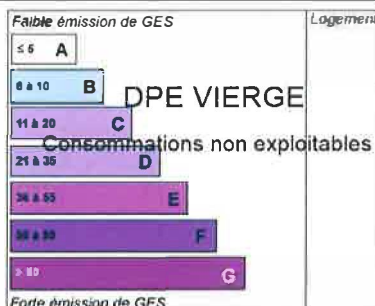 Faible émission de GES
Logement
≤ 5 A
6 à 10 B
DPE VIERGE
11 à 20 C
Consommations non exploitables
21 à 35 D
36 à 55 E
56 à 80 F
> 80 G
Forte émission de GES